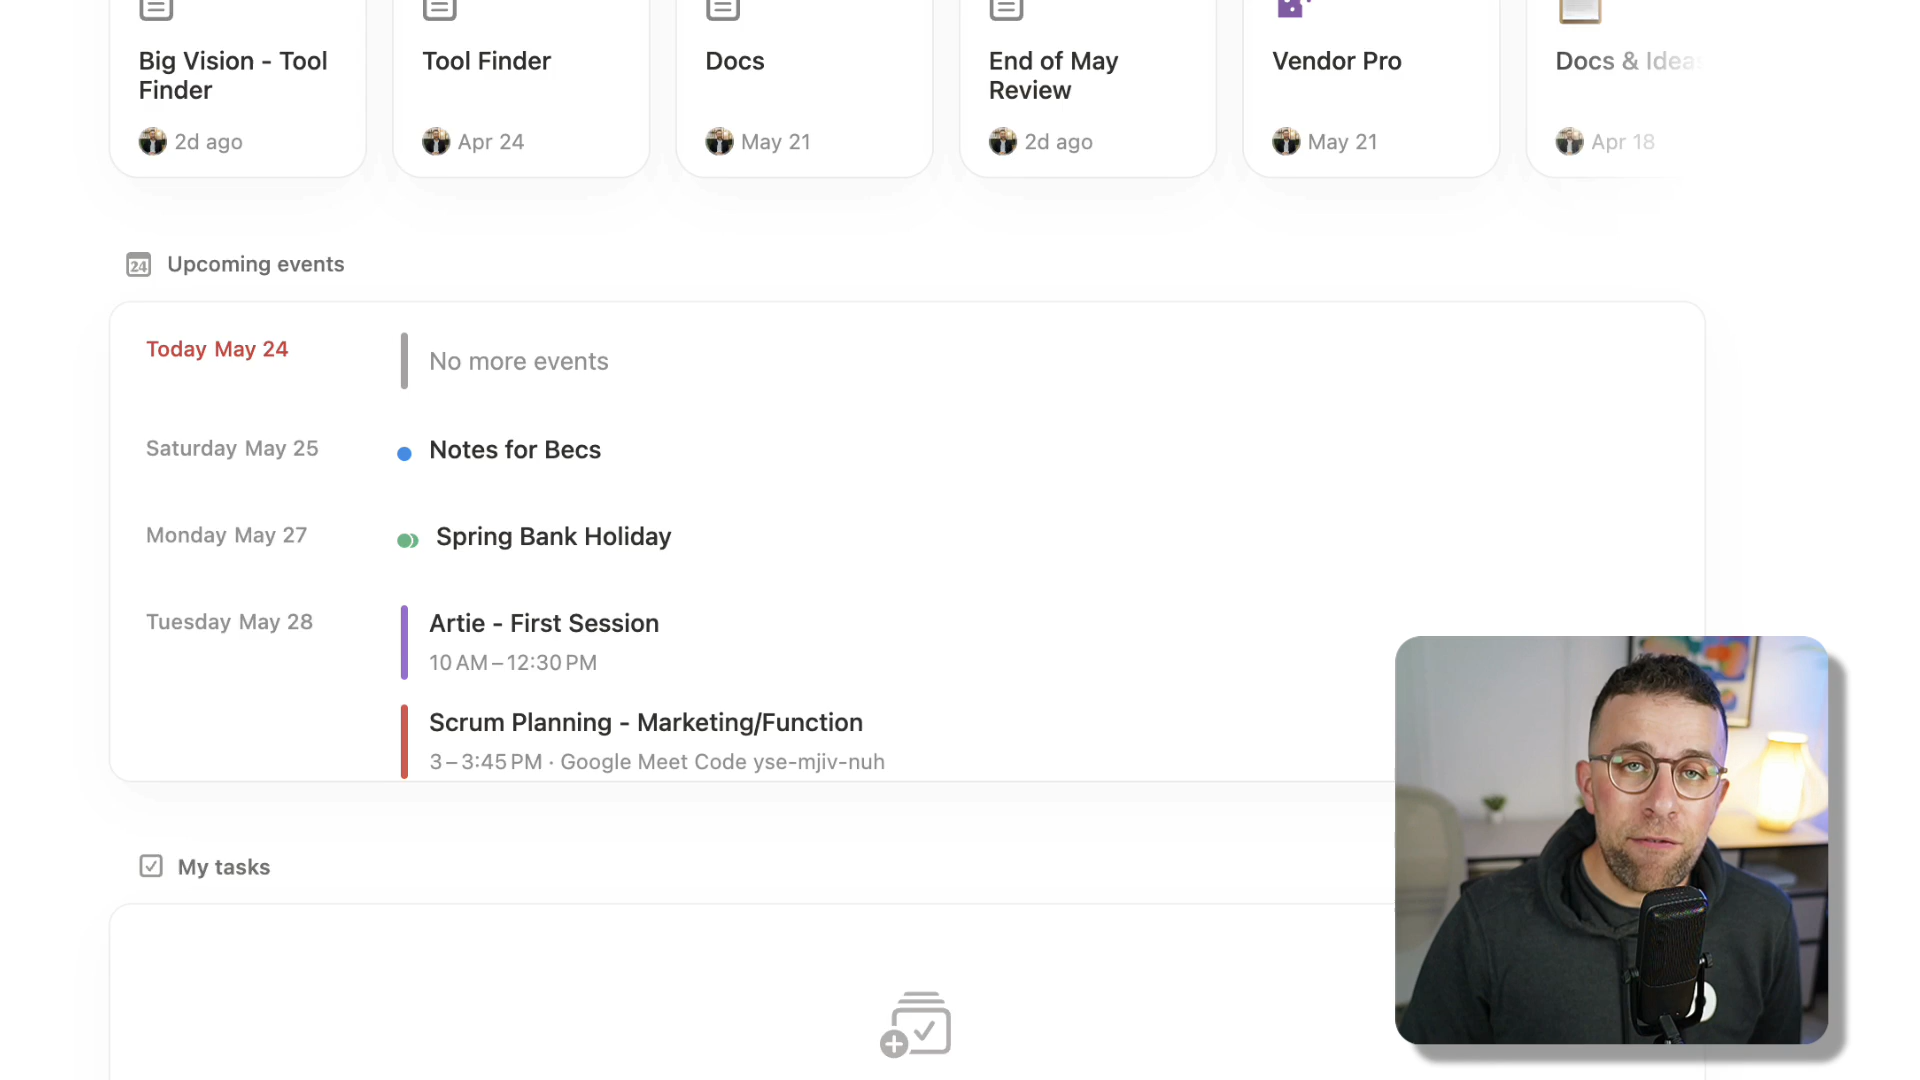 Big Vision - Tool
Finder
2d ago
Tool Finder
Apr 24
Docs
May 21
End of May
Review
2d ago
Vendor Pro
May 21
Docs & Ideas
Apr 18
24
Upcoming events
Today May 24
No more events
Saturday May 25
Notes for Becs
Monday May 27
Spring Bank Holiday
Tuesday May 28
Artie - First Session
10 AM – 12:30 PM
Scrum Planning - Marketing/Function
3 – 3:45 PM · Google Meet Code yse-mjiv-nuh
My tasks